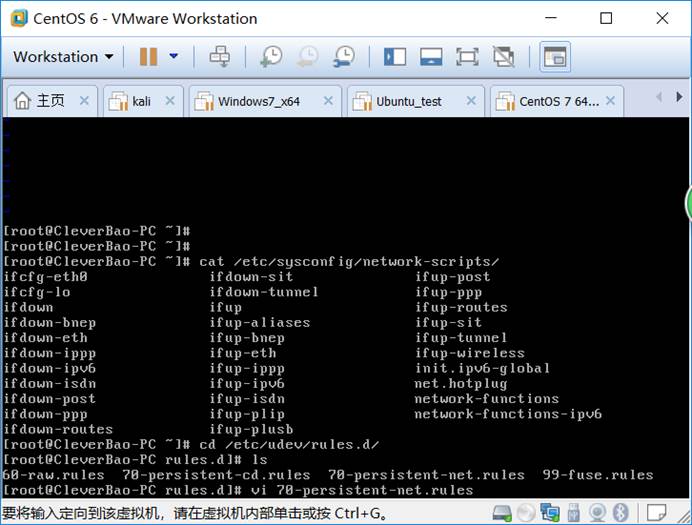 CentOS 6 - VMware Workstation
Workstation
主页 kali Windows7_x64 Ubuntu_test CentOS 7 64...
~
~
~
~
~
~
[root@CleverBao-PC ~]#
[root@CleverBao-PC ~]#
[root@CleverBao-PC ~]# cat /etc/sysconfig/network-scripts/
ifcfg-eth0 ifdown-sit ifup-post
ifcfg-lo ifdown-tunnel ifup-ppp
ifdown ifup ifup-routes
ifdown-bnep ifup-aliases ifup-sit
ifdown-eth ifup-bnep ifup-tunnel
ifdown-ippp ifup-eth ifup-wireless
ifdown-ipv6 ifup-ippp init.ipv6-global
ifdown-isdn ifup-ipv6 net.hotplug
ifdown-post ifup-isdn network-functions
ifdown-ppp ifup-plip network-functions-ipv6
ifdown-routes ifup-plusb
[root@CleverBao-PC ~]# cd /etc/udev/rules.d/
[root@CleverBao-PC rules.d]# ls
60-raw.rules 70-persistent-cd.rules 70-persistent-net.rules 99-fuse.rules
[root@CleverBao-PC rules.d]# vi 70-persistent-net.rules
要将输入定向到该虚拟机，请在虚拟机内部单击或按 Ctrl+G。